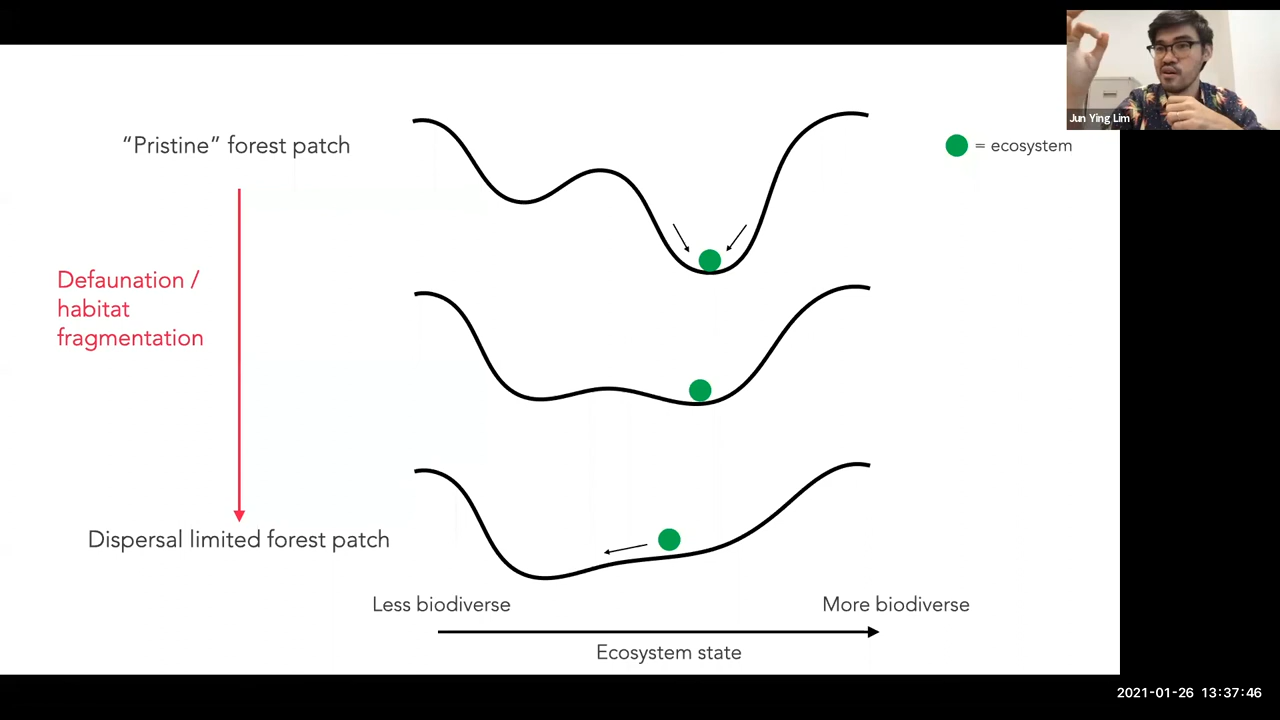 Jun Ying Lim
“Pristine” forest patch
= ecosystem
Defaunation /
habitat
fragmentation
Dispersal limited forest patch
Less biodiverse
More biodiverse
Ecosystem state
2021-01-26 13:37:46